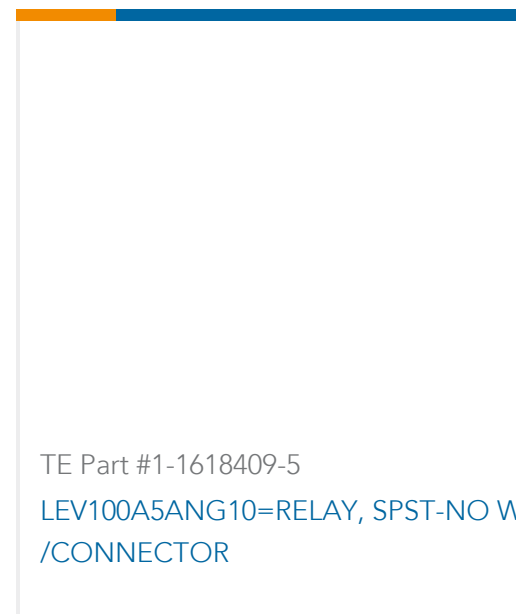 TE Part #1-1618409-5
LEV100A5ANG10=RELAY, SPST-NO W
/CONNECTOR